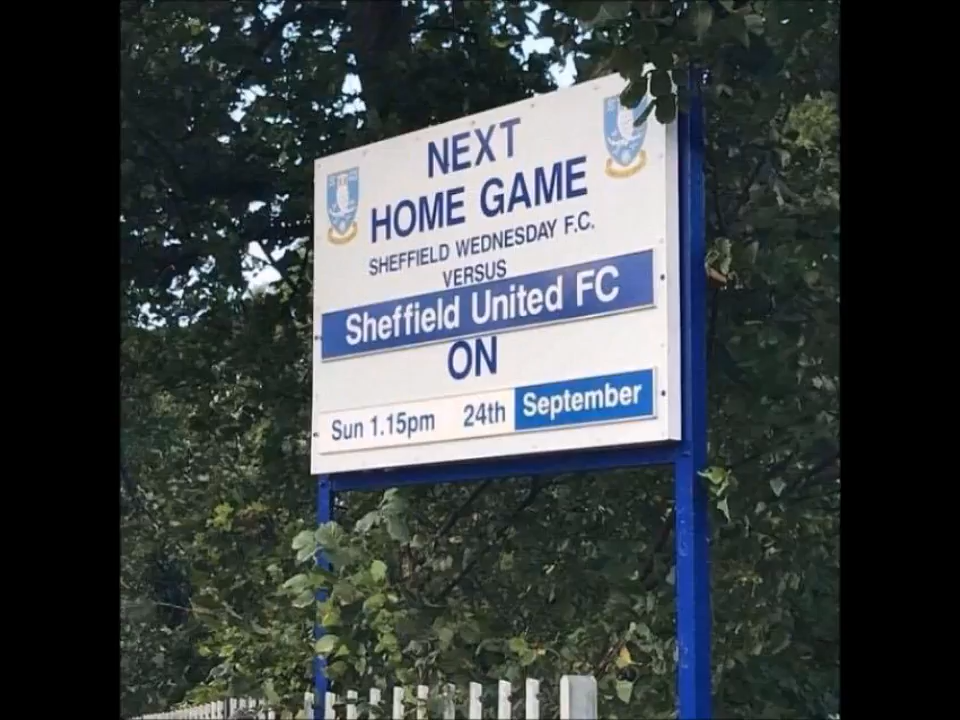 NEXT
HOME GAME
SHEFFIELD WEDNESDAY F.C.
VERSUS
Sheffield United FC
ON
Sun 1.15pm 24th September